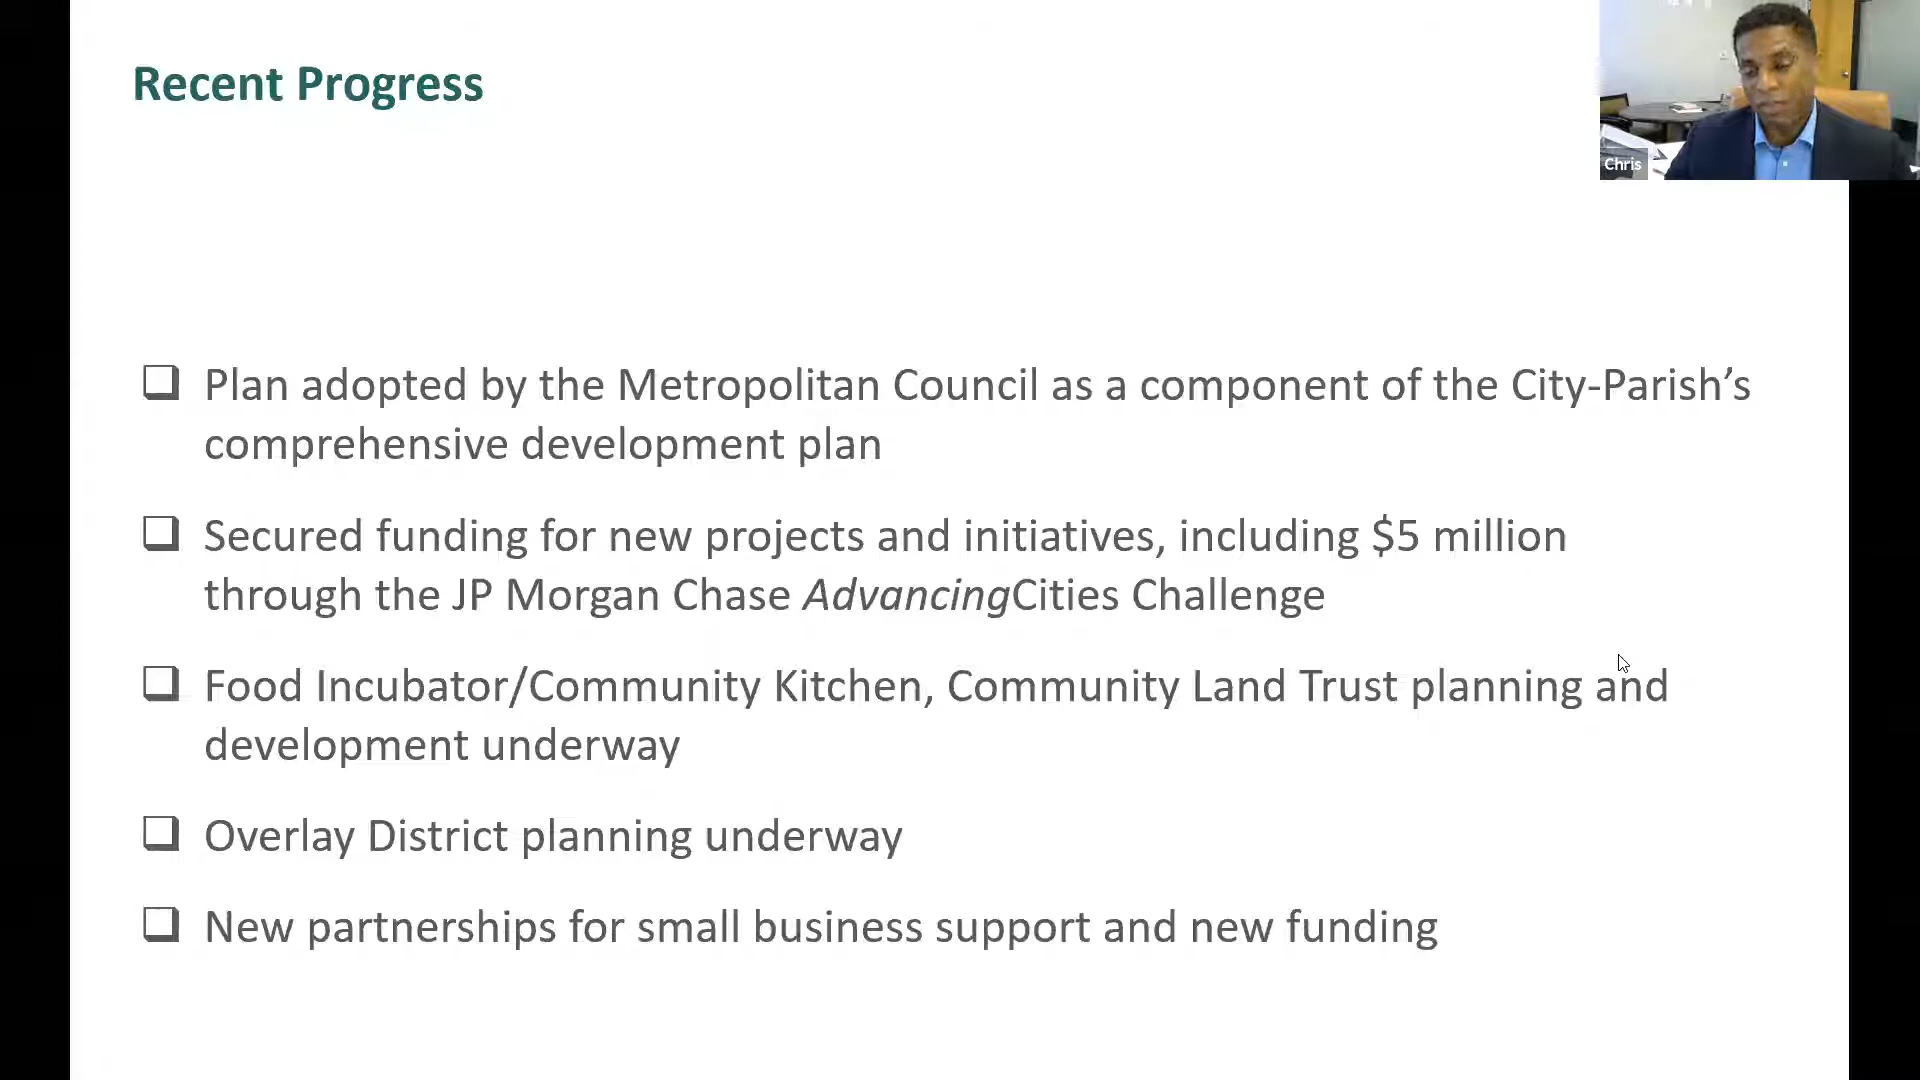 Recent Progress
Chris
Plan adopted by the Metropolitan Council as a component of the City-Parish’s
comprehensive development plan
Secured funding for new projects and initiatives, including $5 million
through the JP Morgan Chase AdvancingCities Challenge
Food Incubator/Community Kitchen, Community Land Trust planning and
development underway
Overlay District planning underway
New partnerships for small business support and new funding